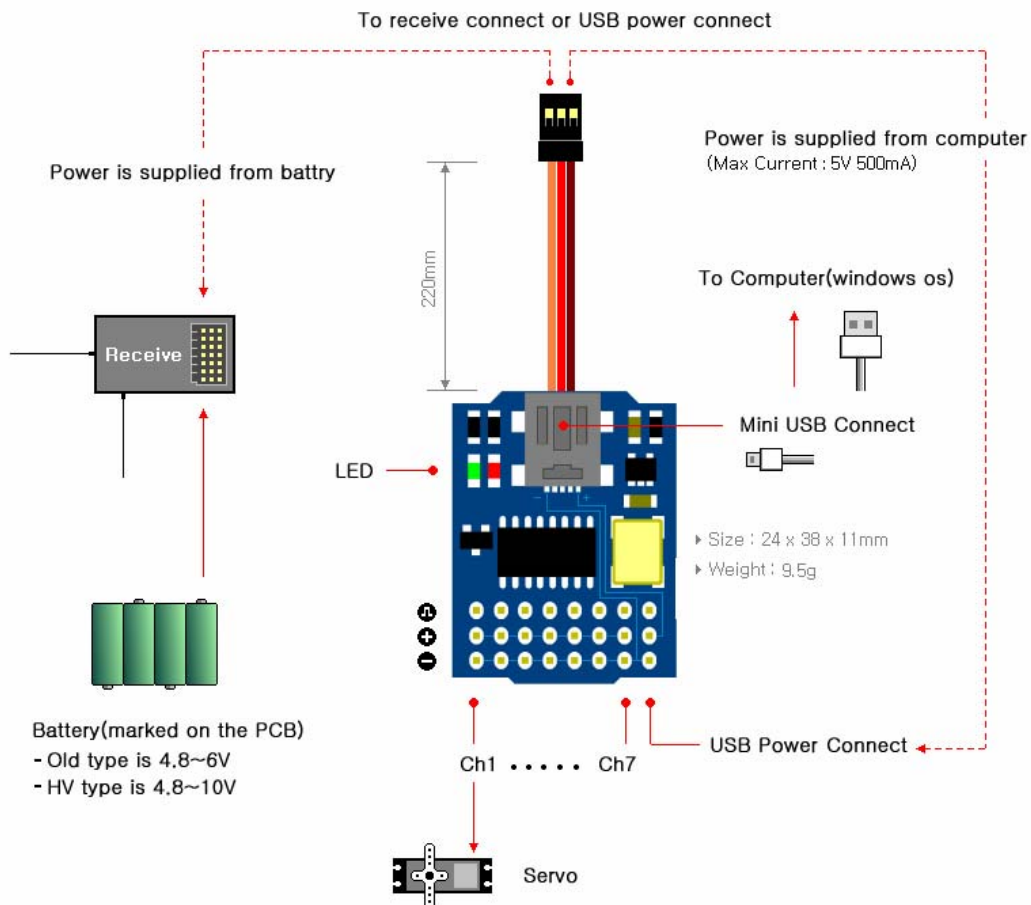 To receive connect or USB power connect
Power is supplied from battry
Power is supplied from computer
(Max Current : 5V 500mA)
220mm
To Computer(windows os)
Receive
Mini USB Connect
LED
- +
▸ Size : 24 x 38 x 11mm
▸ Weight : 9.5g
+
-
Battery(marked on the PCB)
- Old type is 4.8~6V
- HV type is 4.8~10V
USB Power Connect
Ch1 ..... Ch7
Servo